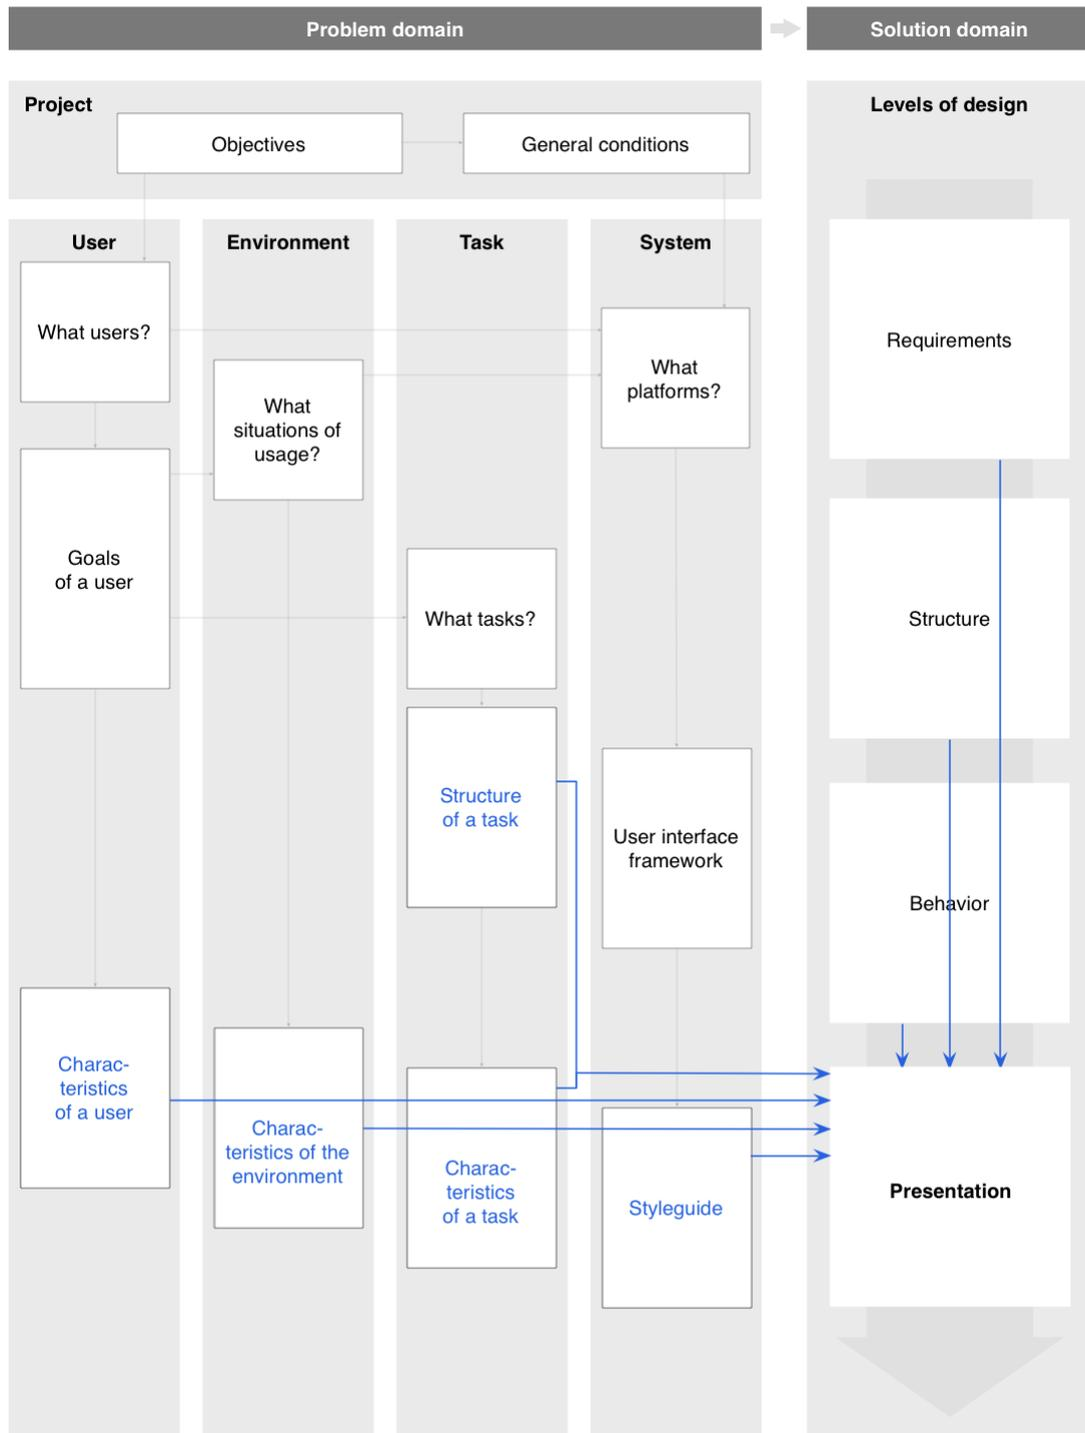 Problem domain
Solution domain
Project
Objectives
General conditions
Levels of design
User
Environment
Task
System
What users?
What
situations of
usage?
What
platforms?
Goals
of a user
What tasks?
Structure
of a task
User interface
framework
Charac-
teristics
of a user
Charac-
teristics of the
environment
Charac-
teristics
of a task
Styleguide
Requirements
Structure
Behavior
Presentation